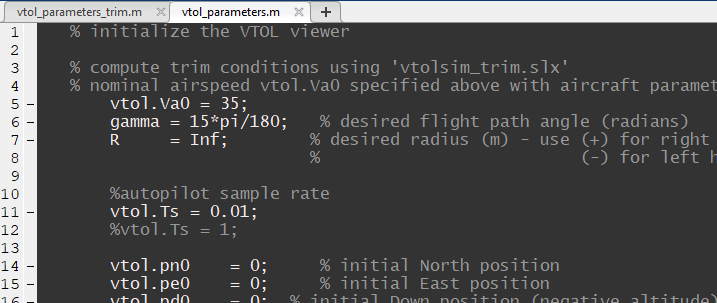 vtol_parameters_trim.m × vtol_parameters.m × +
1 % initialize the VTOL viewer
2
3 % compute trim conditions using 'vtolsim_trim.slx'
4 % nominal airspeed vtol.Va0 specified above with aircraft paramet
5 - vtol.Va0 = 35;
6 - gamma = 15*pi/180; % desired flight path angle (radians)
7 - R = Inf; % desired radius (m) - use (+) for right
8 % (-) for left h
9
10 %autopilot sample rate
11 - vtol.Ts = 0.01;
12 %vtol.Ts = 1;
13
14 - vtol.pn0 = 0; % initial North position
15 - vtol.pe0 = 0; % initial East position
16 - vtol.pd0 = 0; % initial Down position (negative altitude)